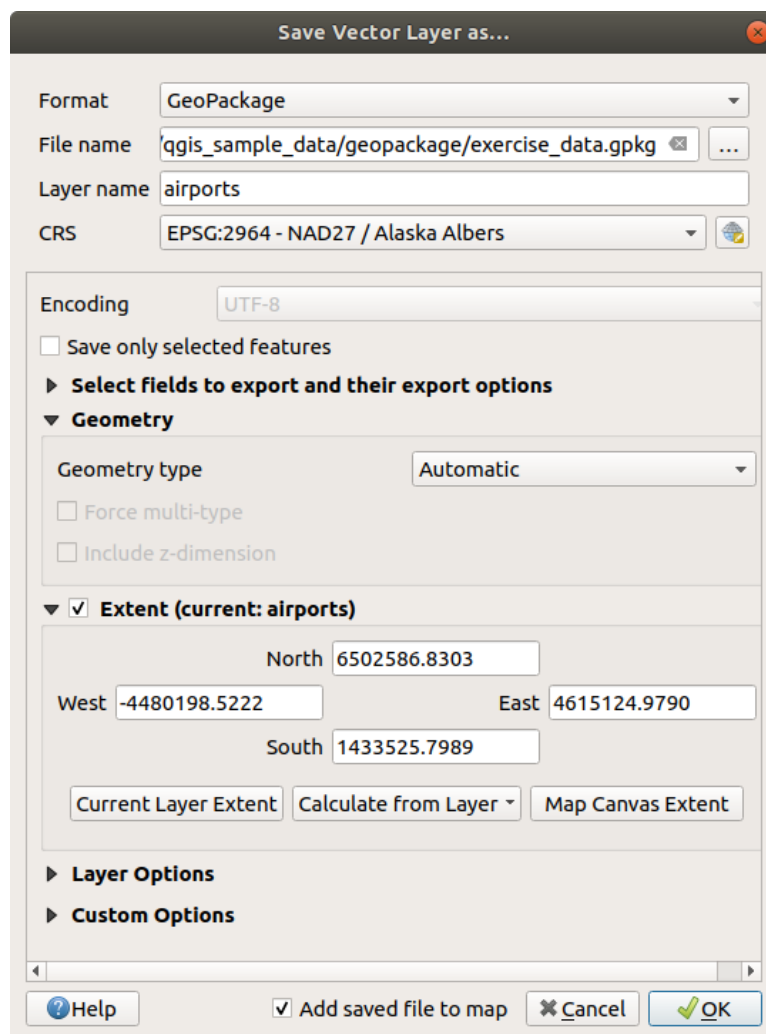 Save Vector Layer as...
Format GeoPackage
File name /qgis_sample_data/geopackage/exercise_data.gpkg ...
Layer name airports
CRS EPSG:2964 - NAD27 / Alaska Albers
Encoding UTF-8
Save only selected features
Select fields to export and their export options
Geometry
Geometry type Automatic
Force multi-type
Include z-dimension
Extent (current: airports)
North 6502586.8303
West -4480198.5222 East 4615124.9790
South 1433525.7989
Current Layer Extent Calculate from Layer Map Canvas Extent
Layer Options
Custom Options
Help Add saved file to map Cancel OK